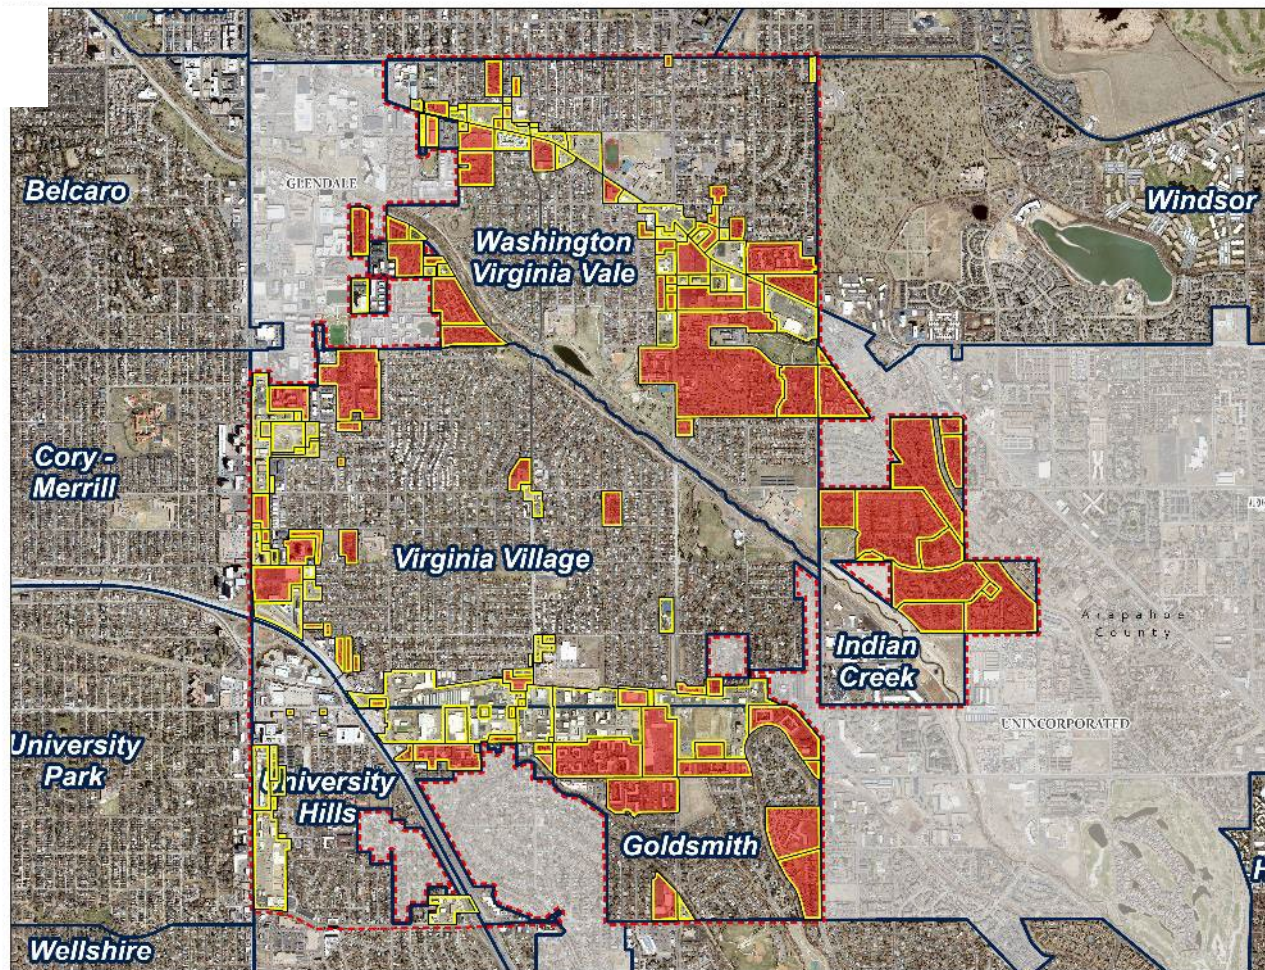 Belcaro
GLENDALE
Windsor
Washington
Virginia Vale
Cory -
Merrill
Virginia Village
Indian
Creek
Arapahoe
County
UNINCORPORATED
University
Park
University
Hills
Goldsmith
Wellshire